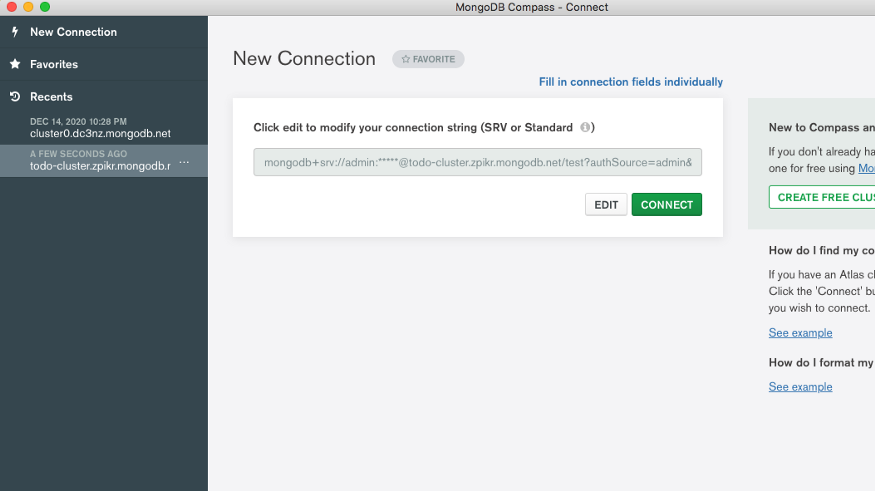 MongoDB Compass - Connect
New Connection
Favorites
Recents
DEC 14, 2020 10:28 PM
cluster0.dc3nz.mongodb.net
A FEW SECONDS AGO
todo-cluster.zpikr.mongodb.r
...
New Connection
FAVORITE
Fill in connection fields individually
Click edit to modify your connection string (SRV or Standard i)
mongodb+srv://admin:*****@todo-cluster.zpikr.mongodb.net/test?authSource=admin&
EDIT
CONNECT
New to Compass an
If you don't already ha
one for free using Mo
CREATE FREE CLUS
How do I find my co
If you have an Atlas cl
Click the 'Connect' bu
you wish to connect.
See example
How do I format my
See example